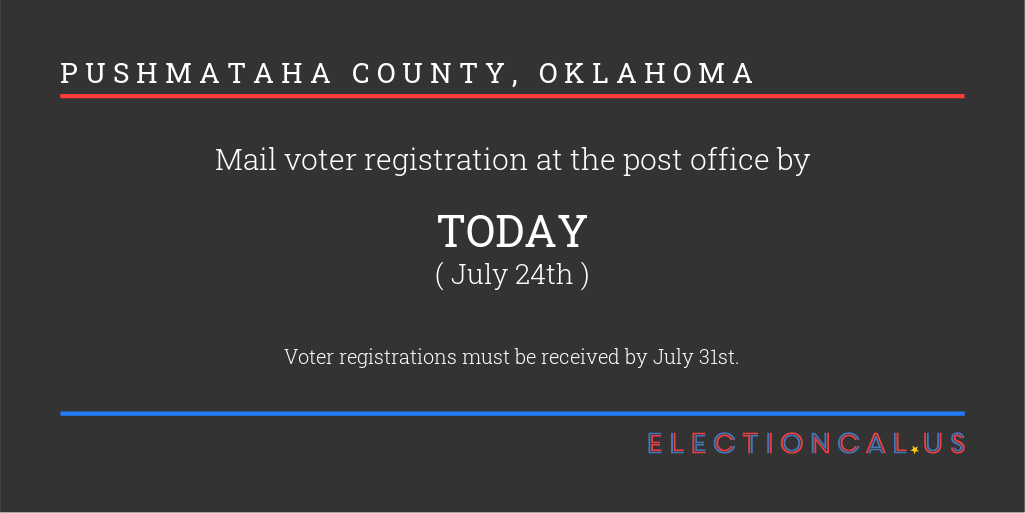 PUSHMATAHA COUNTY, OKLAHOMA
Mail voter registration at the post office by
TODAY
( July 24th )
Voter registrations must be received by July 31st.
ELECTIONCAL.US